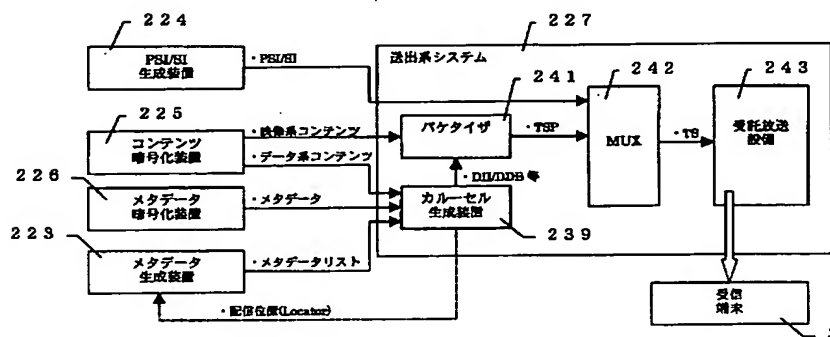 224
PSI/SI
生成装置
・PSI/SI
227
送出系システム
241
242
243
225
コンテンツ
暗号化装置
・映像系コンテンツ
・データ系コンテンツ
パケタイザ
・TSP
MUX
・TS
受託放送
設備
・DII/DDB 等
226
メタデータ
暗号化装置
・メタデータ
カルーセル
生成装置
239
223
メタデータ
生成装置
・メタデータリスト
・配信位置(Locator)
受信
端末